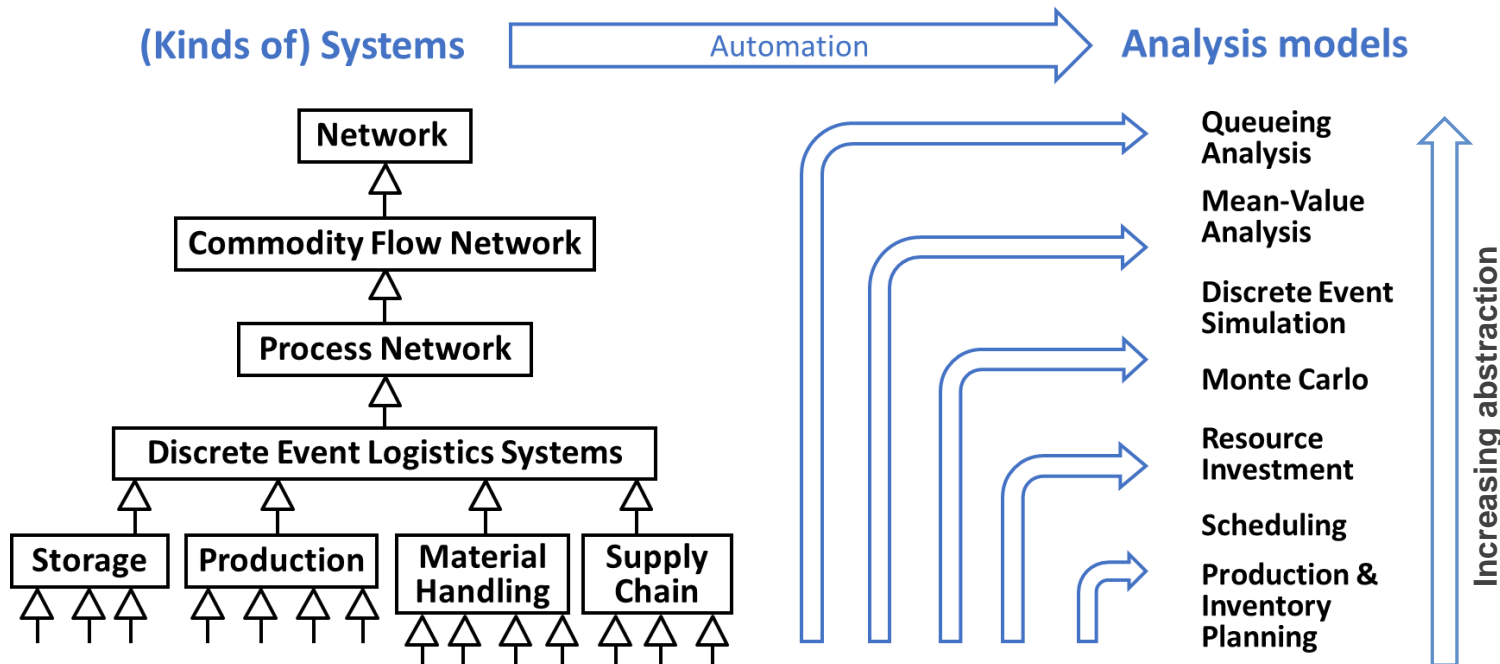 (Kinds of) Systems
Automation
Analysis models
Network
Commodity Flow Network
Process Network
Discrete Event Logistics Systems
Storage
Production
Material
Handling
Supply
Chain
Queueing
Analysis
Mean-Value
Analysis
Discrete Event
Simulation
Monte Carlo
Resource
Investment
Scheduling
Production &
Inventory
Planning
Increasing abstraction